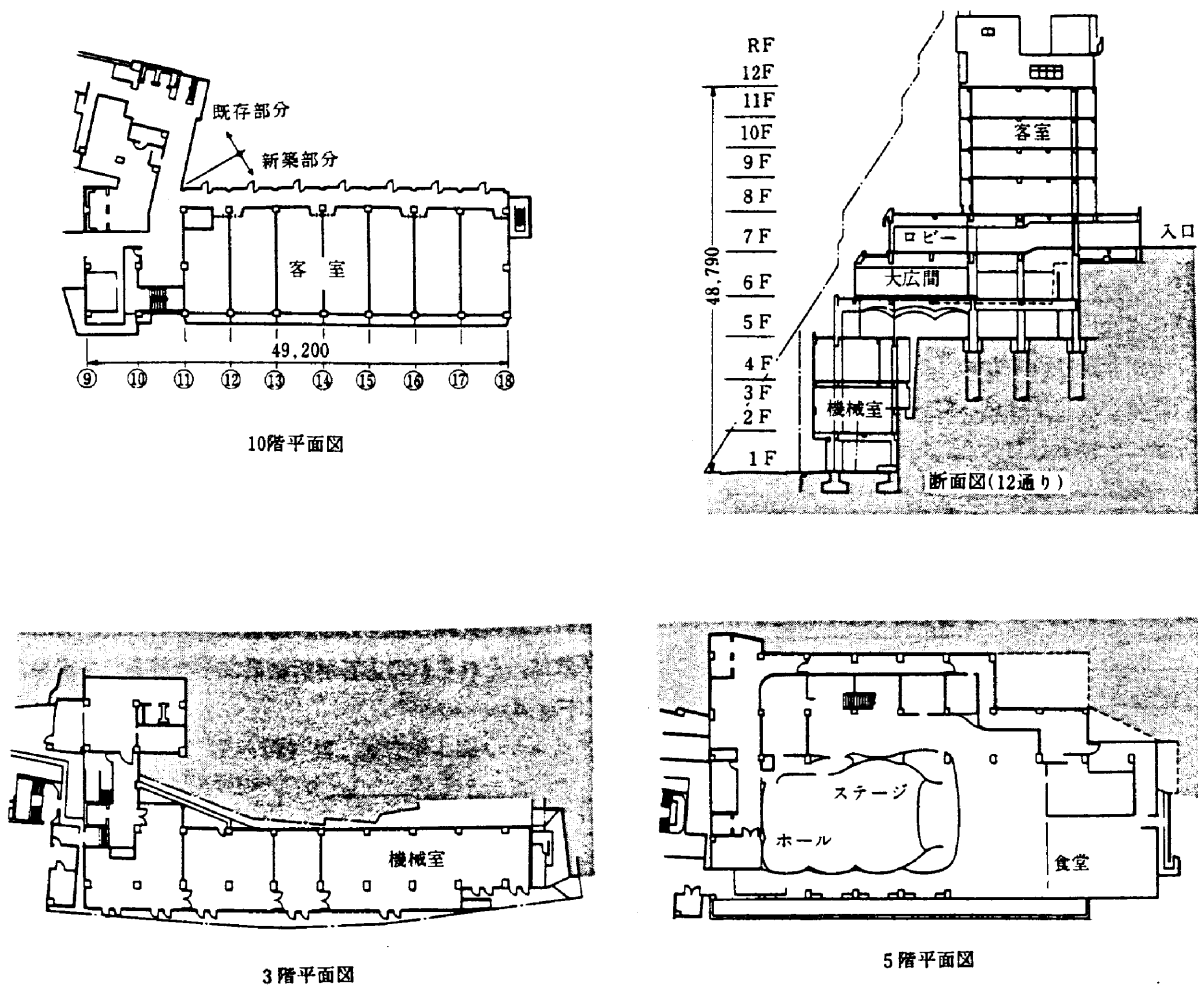 既存部分
新築部分
客 室
49,200
⑨ ⑩ ⑪ ⑫ ⑬ ⑭ ⑮ ⑯ ⑰ ⑱
10階平面図
RF
12F
11F
10F
9F
8F
7F
6F
5F
4F
3F
2F
1F
48,790
客室
ロビー
入口
大広間
機械室
断面図(12通り)
機械室
3階平面図
ステージ
ホール
食堂
5階平面図